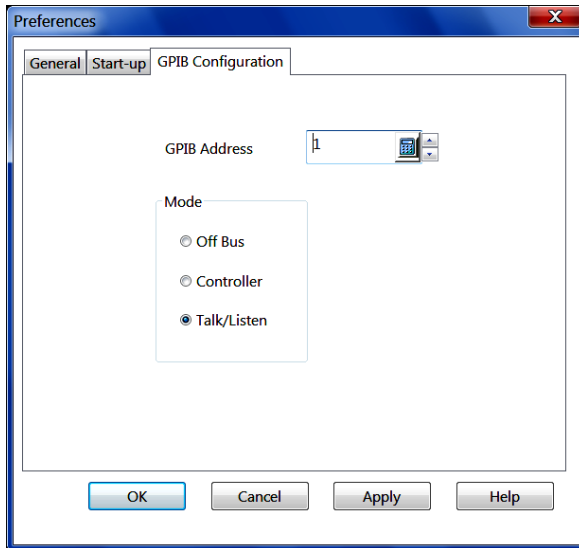 Preferences
General Start-up GPIB Configuration
GPIB Address 1
Mode
Off Bus
Controller
Talk/Listen
OK Cancel Apply Help